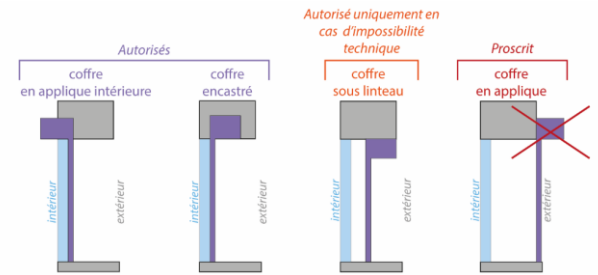 Autorisés
coffre
en applique intérieure
coffre
encastré
Autorisé uniquement en
cas d'impossibilité
technique
coffre
sous linteau
Proscrit
coffre
en applique
intérieur
extérieur
intérieur
extérieur
intérieur
extérieur
intérieur
extérieur